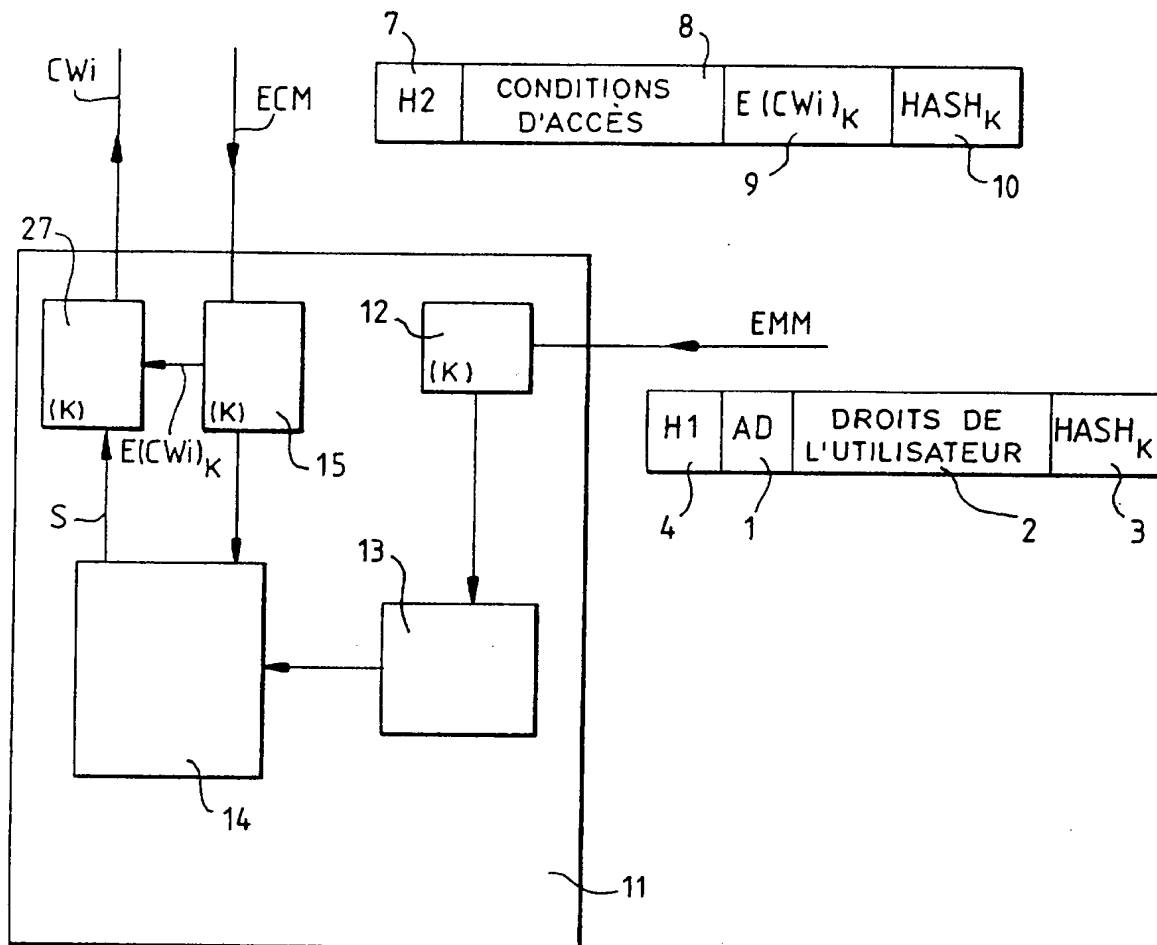 7
8
CWi
ECM
H2
CONDITIONS
D'ACCÈS
E(CWi)K
HASHK
9
10
27
12
EMM
(K)
(K)
(K)
E(CWi)K
15
H1
AD
DROITS DE
L'UTILISATEUR
HASHK
S
4
1
2
3
13
14
11